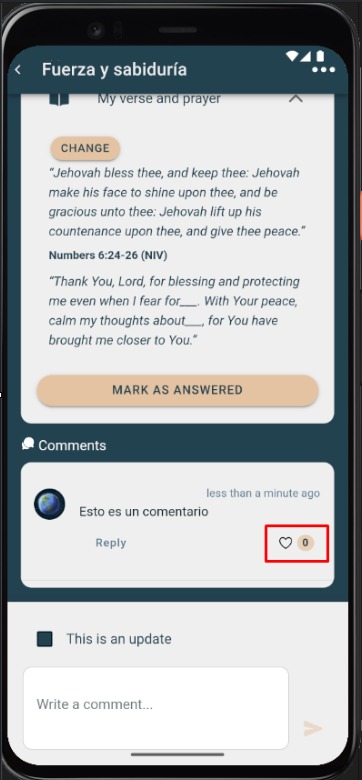 Fuerza y sabiduría
My verse and prayer
CHANGE
“Jehovah bless thee, and keep thee: Jehovah
make his face to shine upon thee, and be
gracious unto thee: Jehovah lift up his
countenance upon thee, and give thee peace.”
Numbers 6:24-26 (NIV)
“Thank You, Lord, for blessing and protecting
me even when I fear for___. With Your peace,
calm my thoughts about___, for You have
brought me closer to You.”
MARK AS ANSWERED
Comments
less than a minute ago
Esto es un comentario
Reply
0
This is an update
Write a comment...